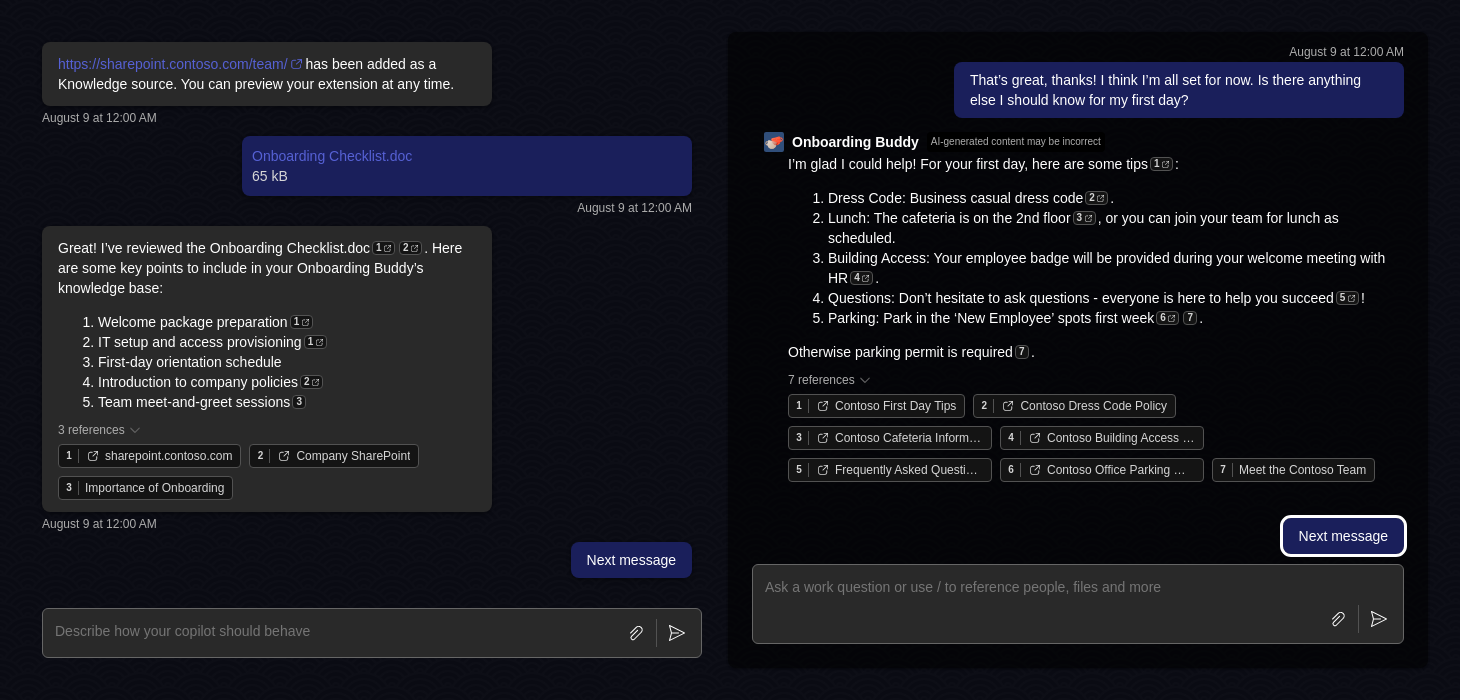 https://sharepoint.contoso.com/team/ has been added as a
Knowledge source. You can preview your extension at any time.
August 9 at 12:00 AM
Onboarding Checklist.doc
65 kB
August 9 at 12:00 AM
Great! I’ve reviewed the Onboarding Checklist.doc 1 2 . Here
are some key points to include in your Onboarding Buddy’s
knowledge base:
1. Welcome package preparation 1
2. IT setup and access provisioning 1
3. First-day orientation schedule
4. Introduction to company policies 2
5. Team meet-and-greet sessions 3
3 references
1 sharepoint.contoso.com 2 Company SharePoint
3 Importance of Onboarding
August 9 at 12:00 AM
Next message
Describe how your copilot should behave
August 9 at 12:00 AM
That’s great, thanks! I think I’m all set for now. Is there anything
else I should know for my first day?
Onboarding Buddy AI-generated content may be incorrect
I’m glad I could help! For your first day, here are some tips 1 :
1. Dress Code: Business casual dress code 2 .
2. Lunch: The cafeteria is on the 2nd floor 3 , or you can join your team for lunch as
scheduled.
3. Building Access: Your employee badge will be provided during your welcome meeting with
HR 4 .
4. Questions: Don’t hesitate to ask questions - everyone is here to help you succeed 5 !
5. Parking: Park in the ‘New Employee’ spots first week 6 7 .
Otherwise parking permit is required 7 .
7 references
1 Contoso First Day Tips 2 Contoso Dress Code Policy
3 Contoso Cafeteria Inform… 4 Contoso Building Access …
5 Frequently Asked Questi… 6 Contoso Office Parking … 7 Meet the Contoso Team
Next message
Ask a work question or use / to reference people, files and more